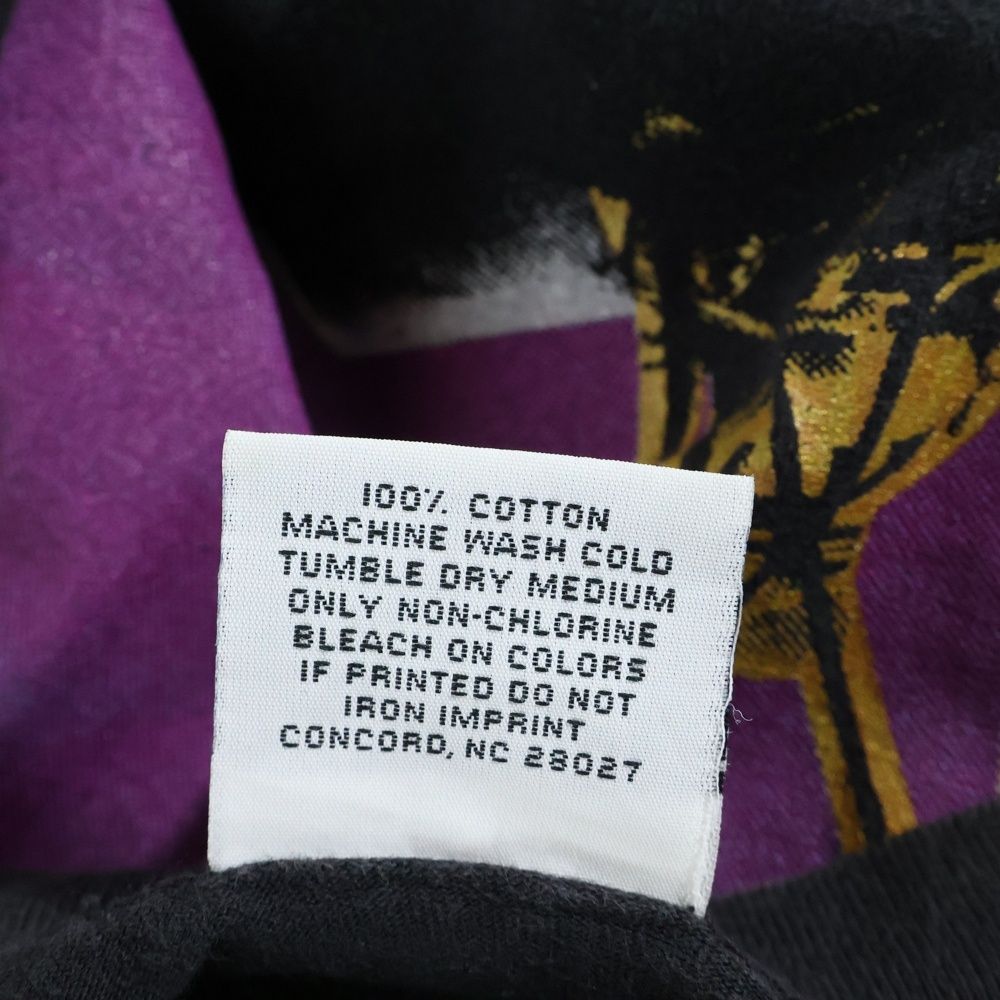 100% COTTON
MACHINE WASH COLD
TUMBLE DRY MEDIUM
ONLY NON-CHLORINE
BLEACH ON COLORS
IF PRINTED DO NOT
IRON IMPRINT
CONCORD, NC 28027